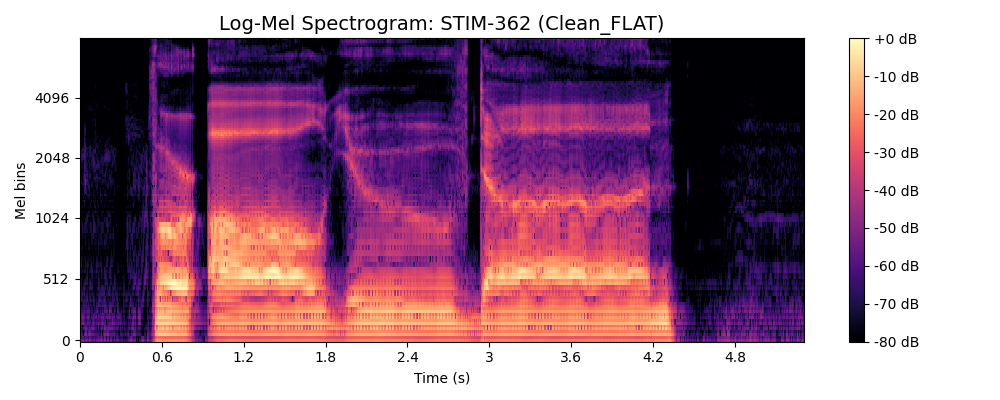 Log-Mel Spectrogram: STIM-362 (Clean_FLAT)
Mel bins
4096
2048
1024
512
0
0 0.6 1.2 1.8 2.4 3 3.6 4.2 4.8
Time (s)
+0 dB
-10 dB
-20 dB
-30 dB
-40 dB
-50 dB
-60 dB
-70 dB
-80 dB